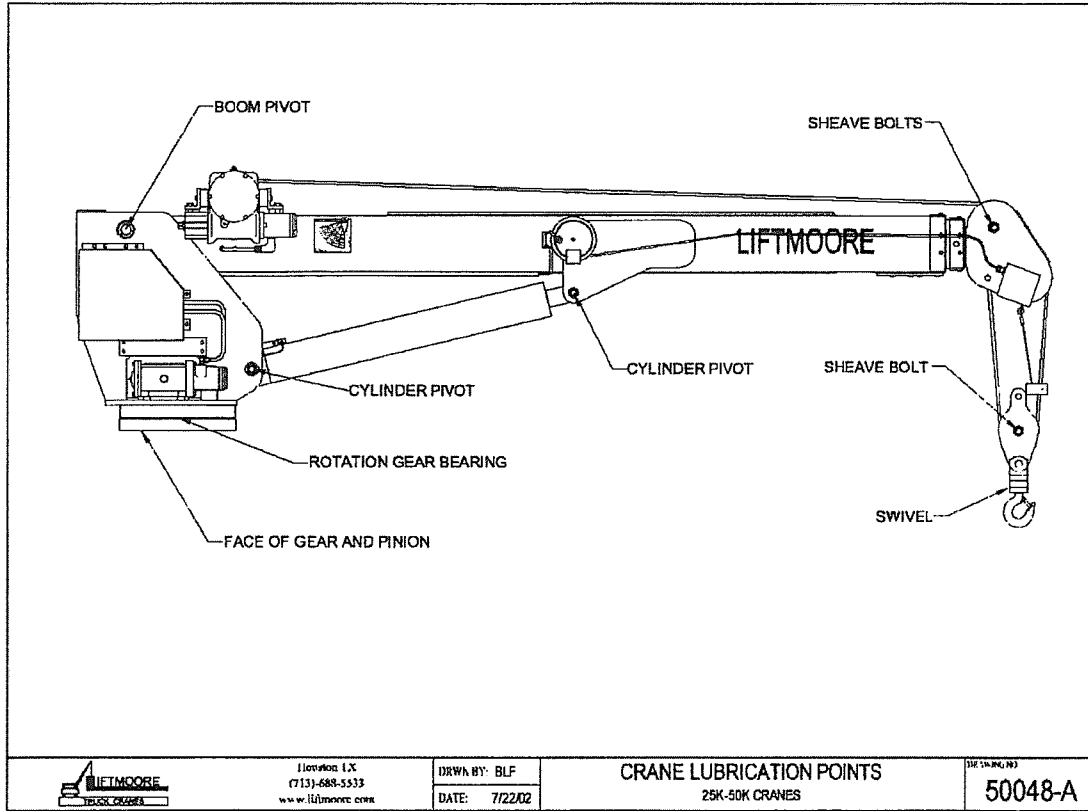 BOOM PIVOT
SHEAVE BOLTS
LIFTMOORE
CYLINDER PIVOT
SHEAVE BOLT
CYLINDER PIVOT
ROTATION GEAR BEARING
SWIVEL
FACE OF GEAR AND PINION
LIFTMOORE
TRUCK CRANES
Houston TX
(713)-688-5533
www.liftmoore.com
DRWN BY: BLF
DATE: 7/22/02
CRANE LUBRICATION POINTS
25K-50K CRANES
DRAWING NO
50048-A